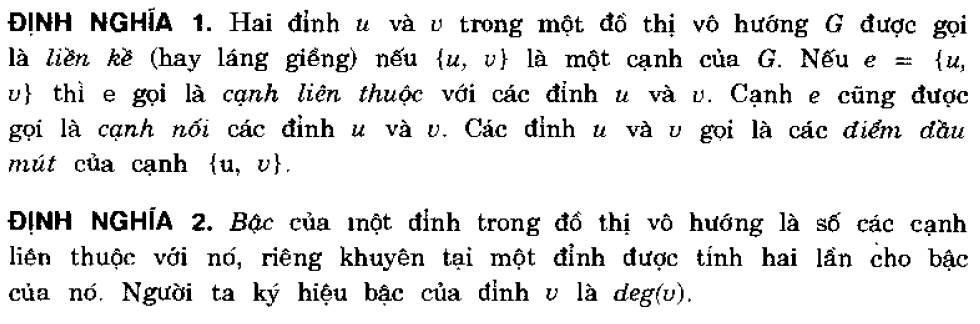 ĐỊNH NGHĨA 1. Hai đỉnh u và v trong một đồ thị vô hướng G được gọi
là liền kề (hay láng giềng) nếu {u, v} là một cạnh của G. Nếu e = {u,
v} thì e gọi là cạnh liên thuộc với các đỉnh u và v. Cạnh e cũng được
gọi là cạnh nối các đỉnh u và v. Các đỉnh u và v gọi là các điểm đầu
mút của cạnh {u, v}.
ĐỊNH NGHĨA 2. Bậc của một đỉnh trong đồ thị vô hướng là số các cạnh
liên thuộc với nó, riêng khuyên tại một đỉnh được tính hai lần cho bậc
của nó. Người ta ký hiệu bậc của đỉnh v là deg(v).